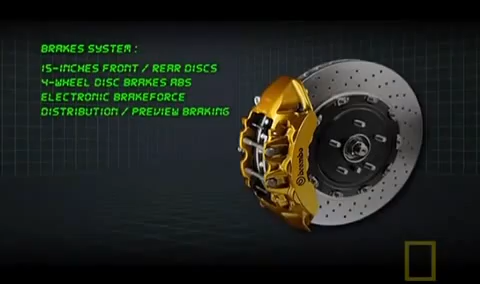 BRAKES SYSTEM :
15-INCHES FRONT / REAR DISCS
4-WHEEL DISC BRAKES ABS
ELECTRONIC BRAKEFORCE
DISTRIBUTION / PREVIEW BRAKING
brembo